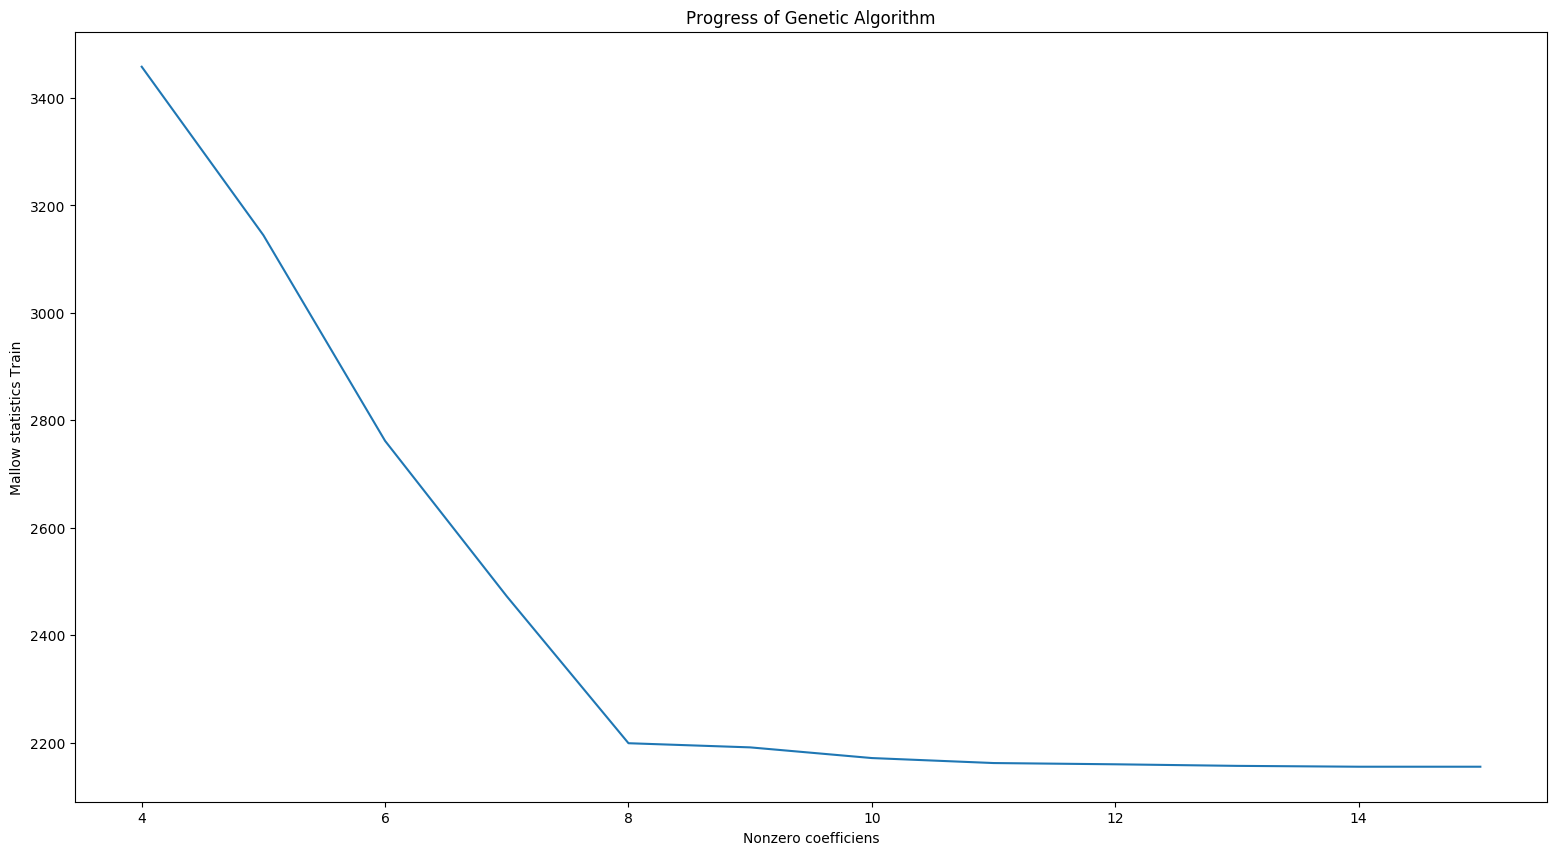 Progress of Genetic Algorithm
3400
3200
3000
2800
2600
2400
2200
Mallow statistics Train
4 6 8 10 12 14
Nonzero coefficiens